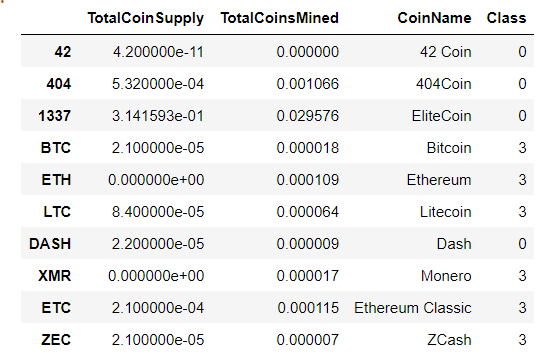 TotalCoinSupply TotalCoinsMined CoinName Class
42 4.200000e-11 0.000000 42 Coin 0
404 5.320000e-04 0.001066 404Coin 0
1337 3.141593e-01 0.029576 EliteCoin 0
BTC 2.100000e-05 0.000018 Bitcoin 3
ETH 0.000000e+00 0.000109 Ethereum 3
LTC 8.400000e-05 0.000064 Litecoin 3
DASH 2.200000e-05 0.000009 Dash 0
XMR 0.000000e+00 0.000017 Monero 3
ETC 2.100000e-04 0.000115 Ethereum Classic 3
ZEC 2.100000e-05 0.000007 ZCash 3